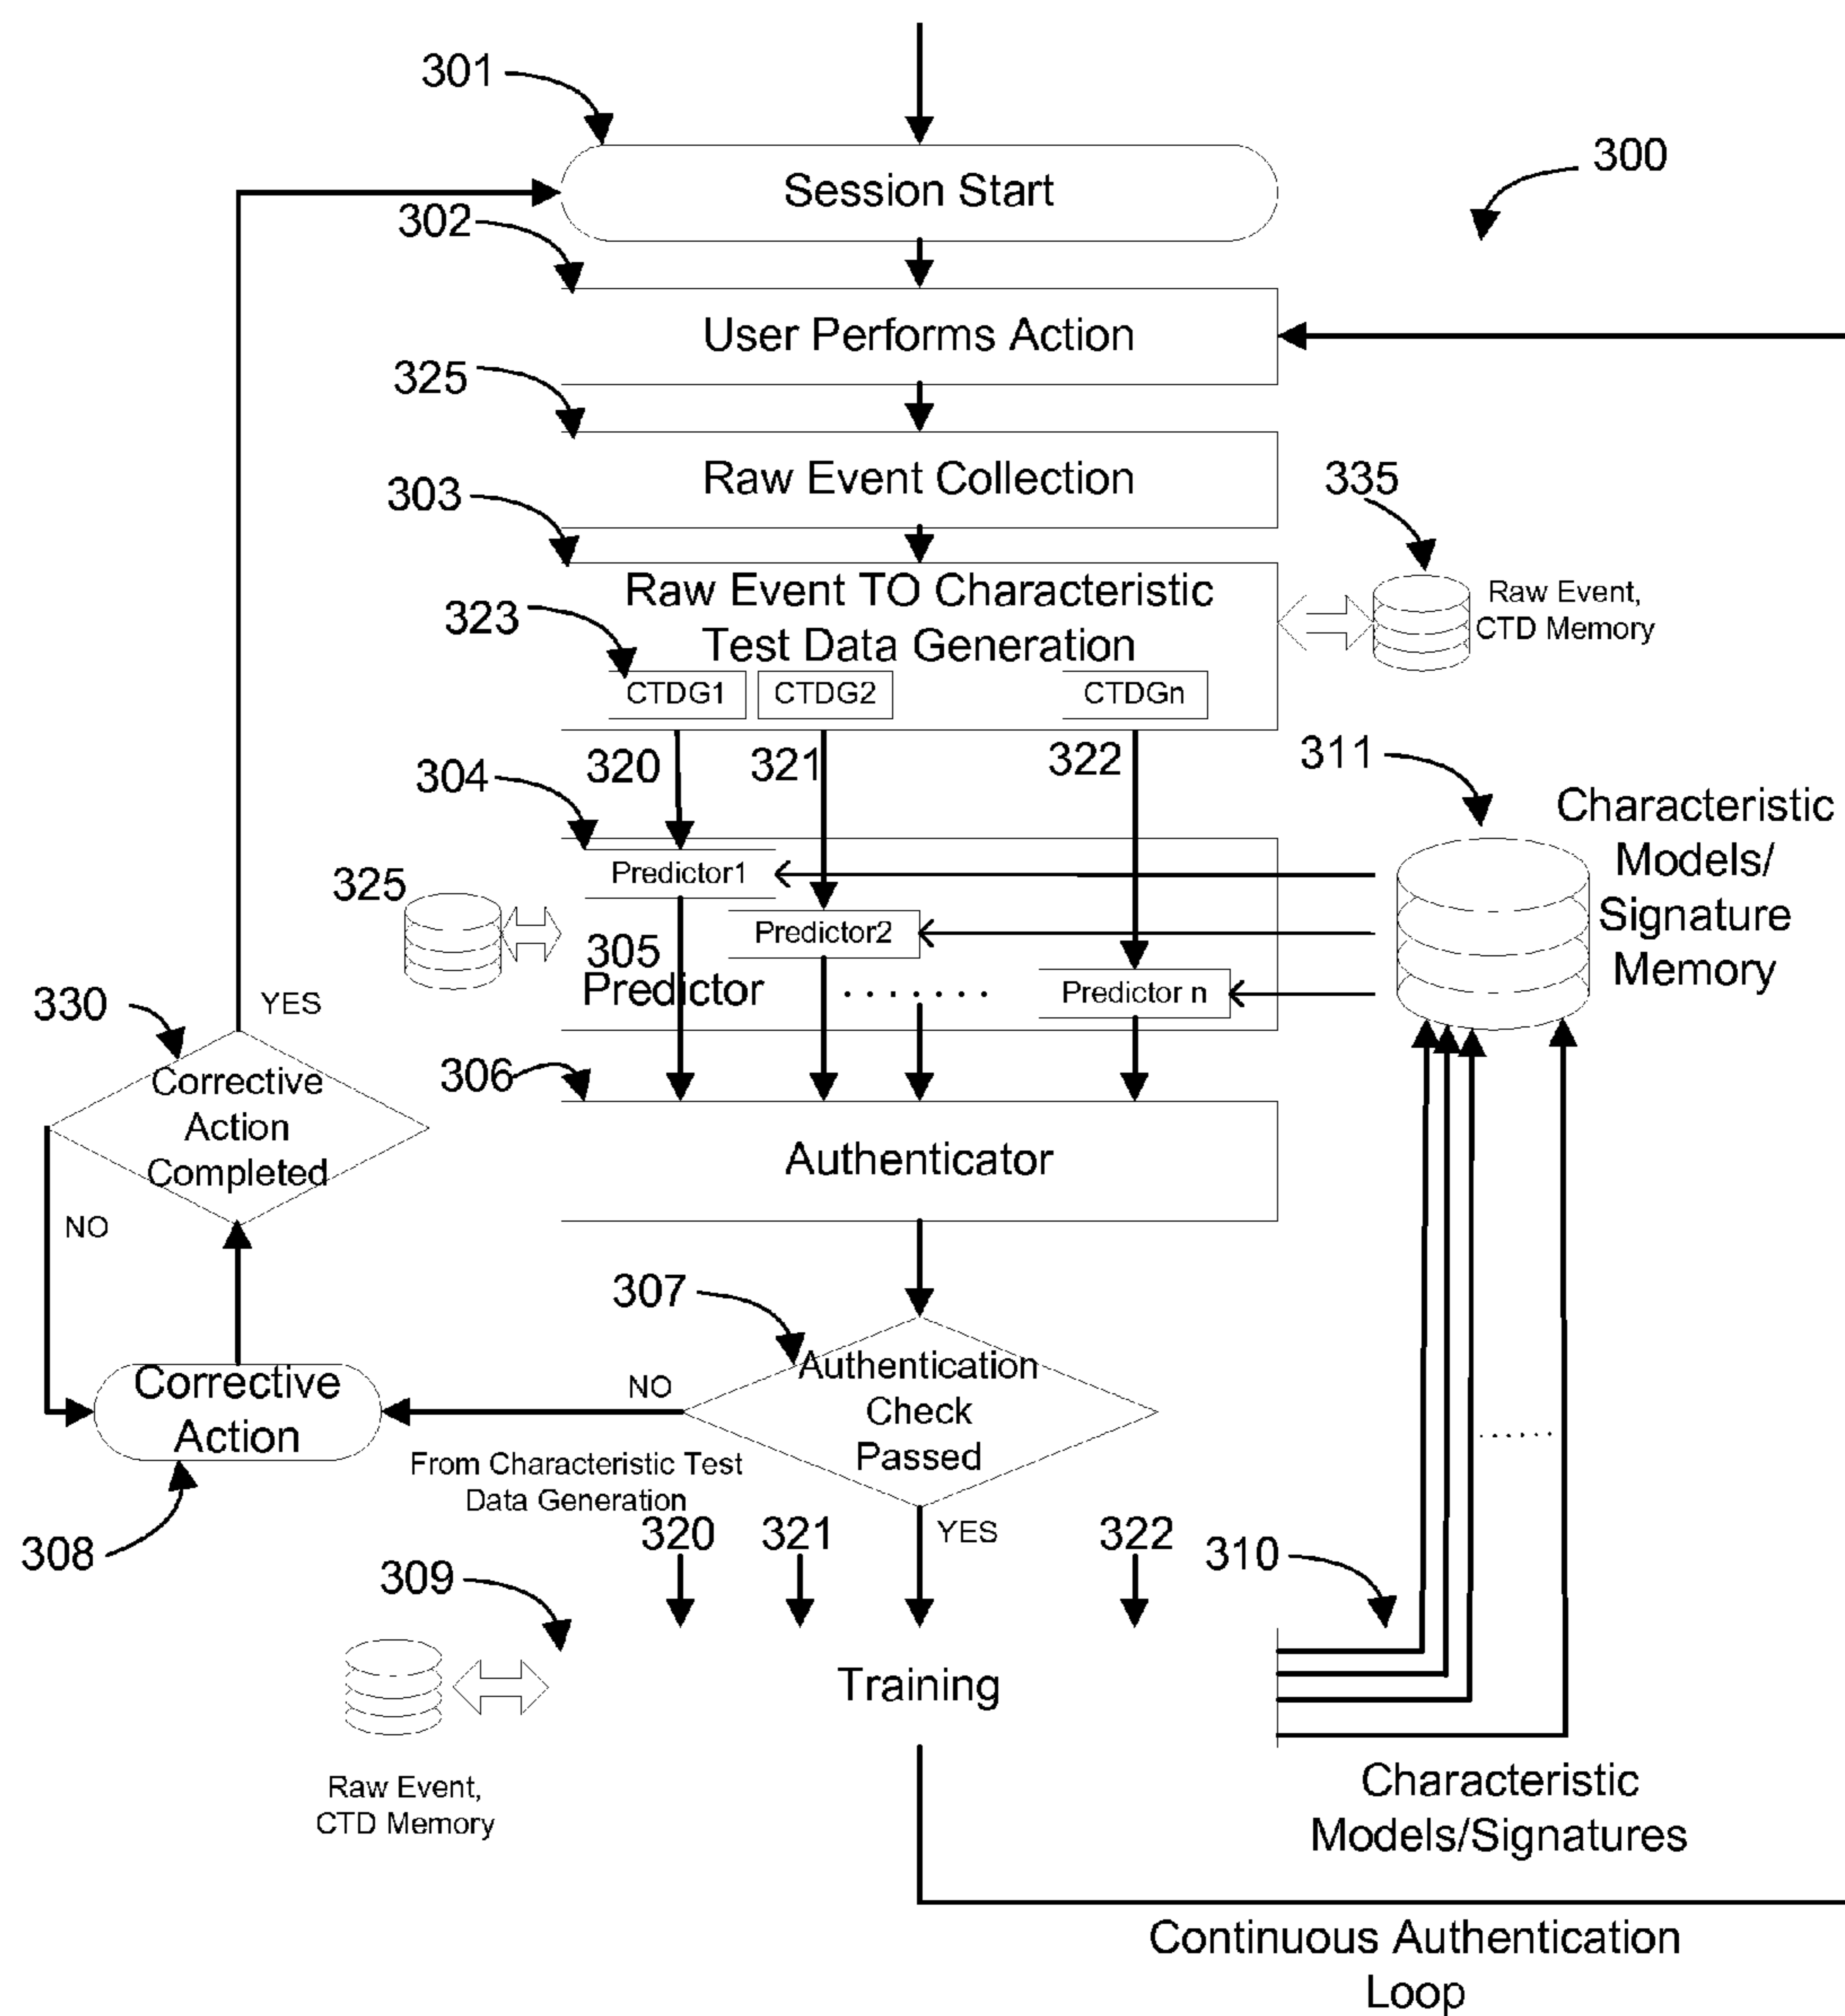 301
Session Start
300
302
User Performs Action
325
Raw Event Collection
303
335
Raw Event TO Characteristic
Test Data Generation
Raw Event,
CTD Memory
323
CTDG1
CTDG2
CTDGn
320
321
322
311
304
Characteristic
Models/
Signature
Memory
Predictor1
325
Predictor2
305
Predictor
.......
Predictor n
330
YES
Corrective
Action
Completed
306
Authenticator
NO
307
Authentication
Check
Passed
NO
Corrective
Action
From Characteristic Test
Data Generation
......
308
320
321
YES
322
310
309
Training
Raw Event,
CTD Memory
Characteristic
Models/Signatures
Continuous Authentication
Loop